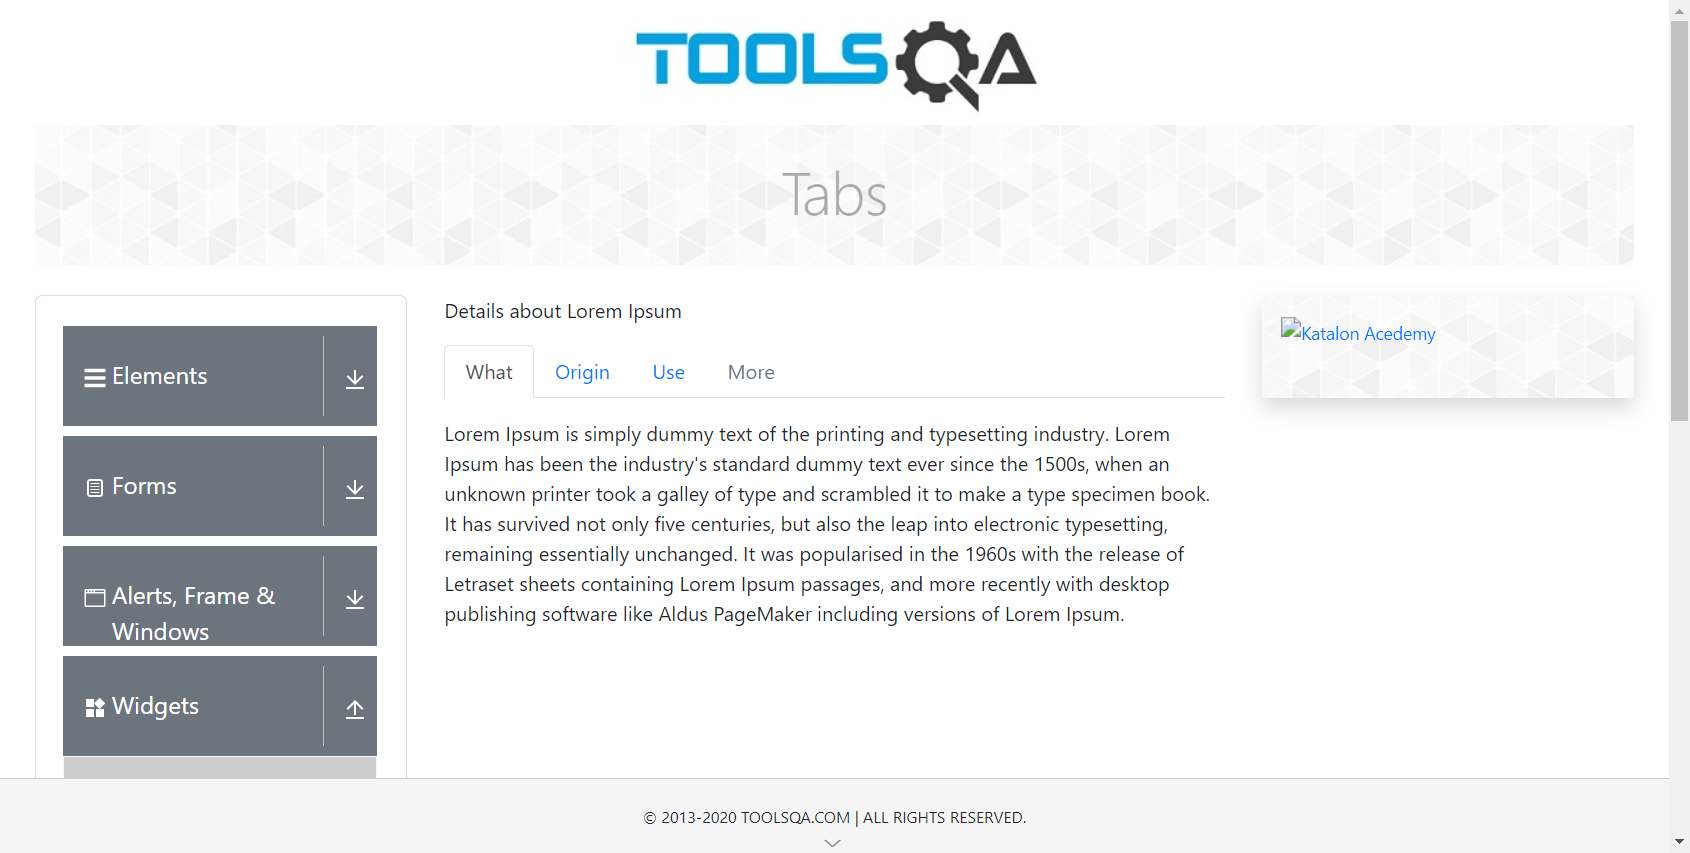 TOOLSQA
Tabs
Elements
Forms
Alerts, Frame &
Windows
Widgets
Details about Lorem Ipsum
What Origin Use More
Lorem Ipsum is simply dummy text of the printing and typesetting industry. Lorem
Ipsum has been the industry's standard dummy text ever since the 1500s, when an
unknown printer took a galley of type and scrambled it to make a type specimen book.
It has survived not only five centuries, but also the leap into electronic typesetting,
remaining essentially unchanged. It was popularised in the 1960s with the release of
Letraset sheets containing Lorem Ipsum passages, and more recently with desktop
publishing software like Aldus PageMaker including versions of Lorem Ipsum.
Katalon Acedemy
© 2013-2020 TOOLSQA.COM | ALL RIGHTS RESERVED.